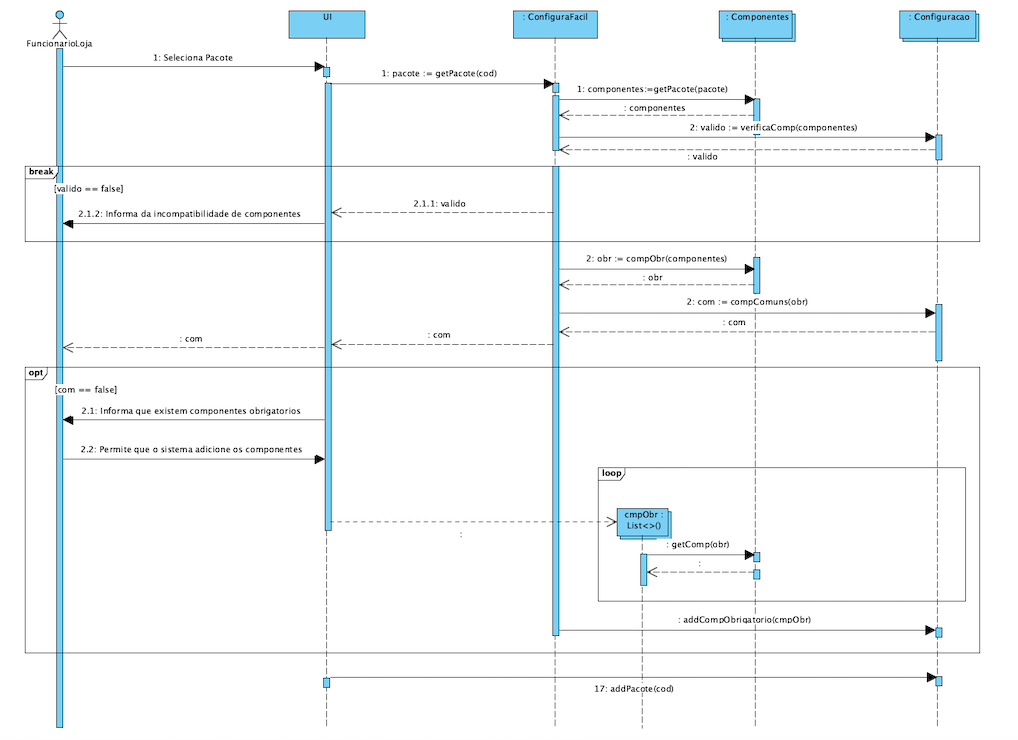 UI
: ConfiguraFacil
: Componentes
: Configuracao
FuncionarioLoja
1: Seleciona Pacote
1: pacote := getPacote(cod)
1: componentes:=getPacote(pacote)
: componentes
2: valido := verificaComp(componentes)
: valido
break
[valido == false]
2.1.1: valido
2.1.2: Informa da incompatibilidade de componentes
2: obr := compObr(componentes)
: obr
2: com := compComuns(obr)
: com
: com
: com
opt
[com == false]
2.1: Informa que existem componentes obrigatorios
2.2: Permite que o sistema adicione os componentes
loop
cmpObr :
List<>()
:
: getComp(obr)
:
: addCompObrigatorio(cmpObr)
17: addPacote(cod)